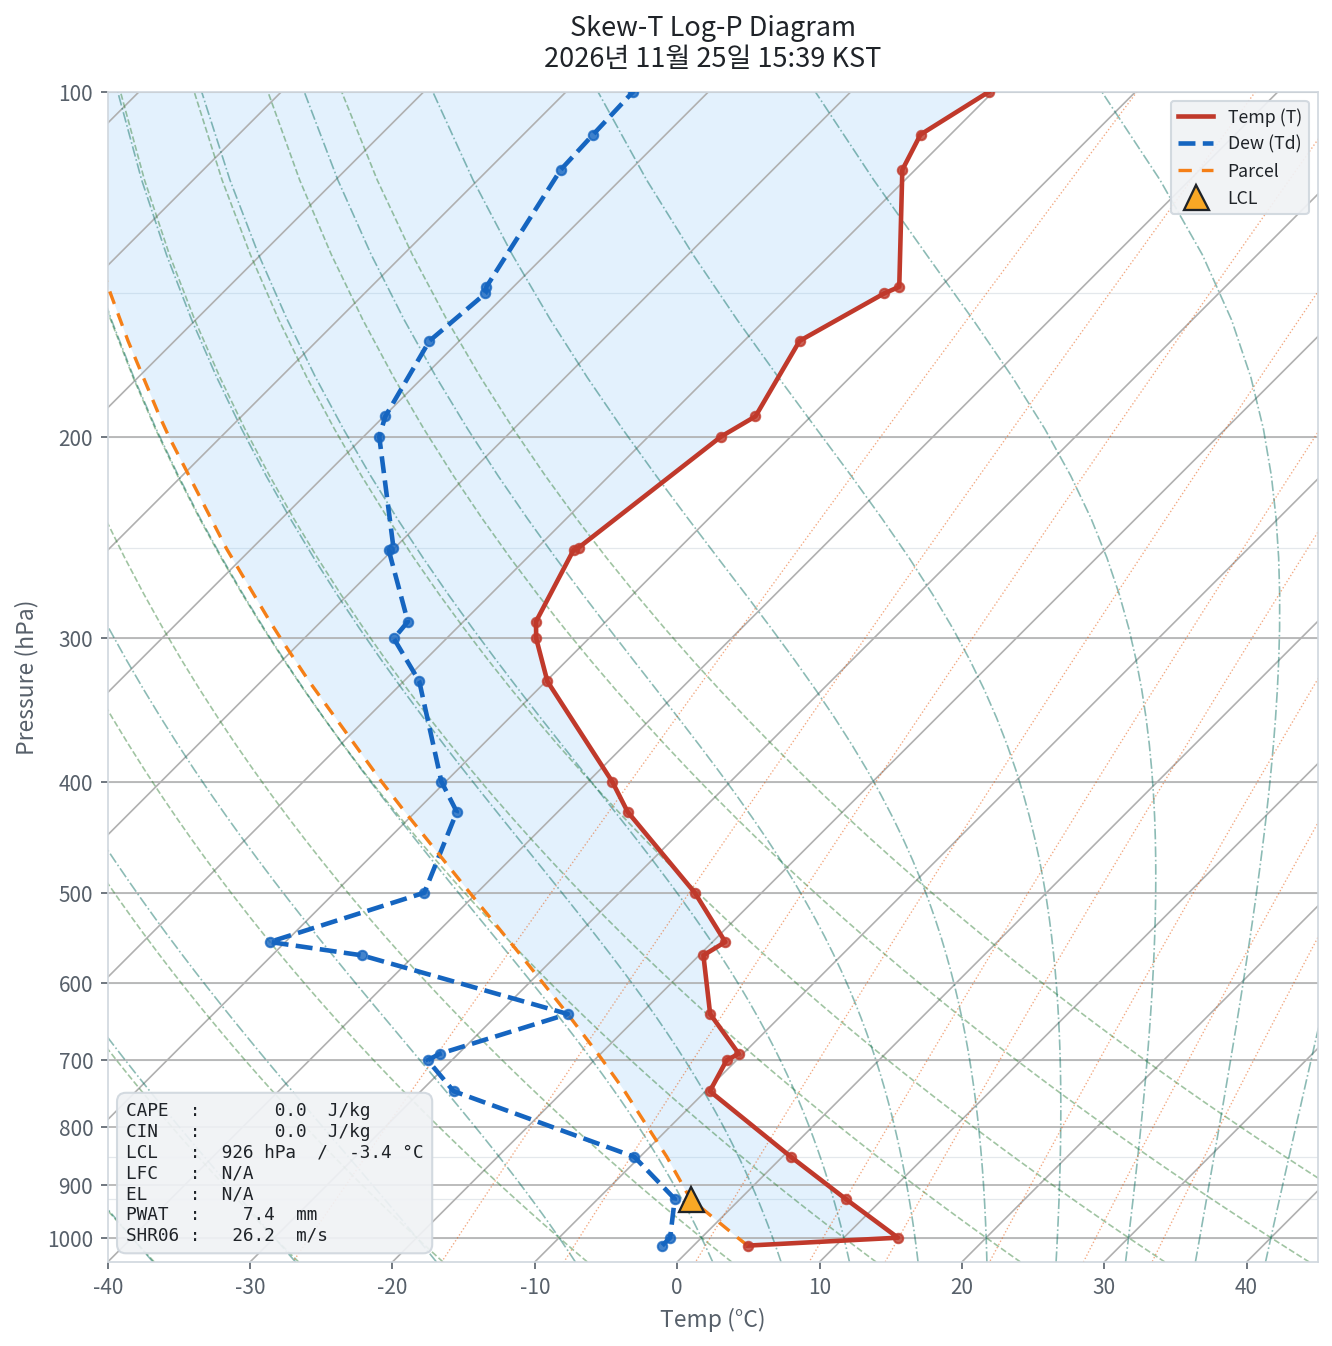 Skew-T Log-P Diagram
2026년 11월 25일 15:39 KST
Temp (T)
Dew (Td)
Parcel
LCL
Pressure (hPa)
100
200
300
400
500
600
700
800
900
1000
CAPE : 0.0 J/kg
CIN : 0.0 J/kg
LCL : 926 hPa / -3.4 °C
LFC : N/A
EL : N/A
PWAT : 7.4 mm
SHR06 : 26.2 m/s
-40 -30 -20 -10 0 10 20 30 40
Temp (°C)